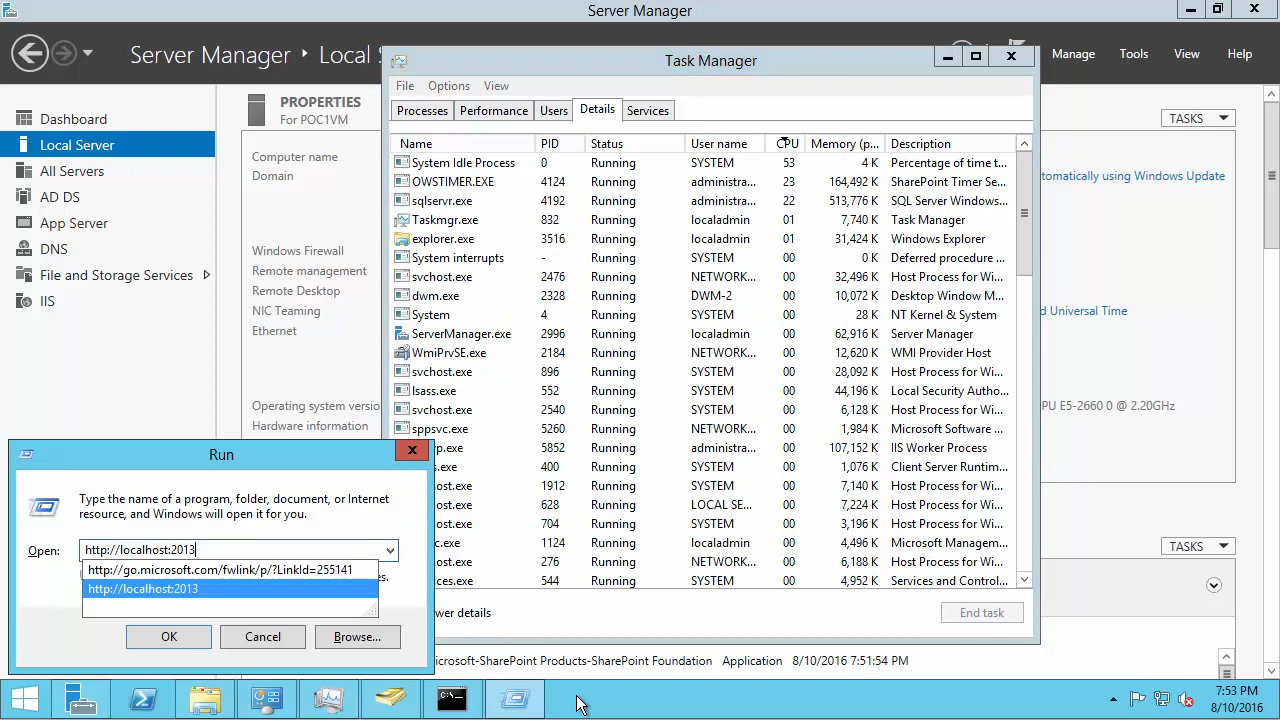 Server Manager
Server Manager ‣ Local S
Manage Tools View Help
Dashboard
Local Server
All Servers
AD DS
App Server
DNS
File and Storage Services
IIS
PROPERTIES
For POC1VM
Computer name
Domain
Windows Firewall
Remote management
Remote Desktop
NIC Teaming
Ethernet
Operating system versio
Hardware information
TASKS
utomatically using Windows Update
d Universal Time
PU E5-2660 0 @ 2.20GHz
TASKS
Task Manager
File Options View
Processes Performance Users Details Services
Name PID Status User name CPU Memory (p... Description
System Idle Process 0 Running SYSTEM 53 4 K Percentage of time t...
OWSTIMER.EXE 4124 Running administra... 23 164,492 K SharePoint Timer Se...
sqlservr.exe 4192 Running administra... 22 513,776 K SQL Server Windows...
Taskmgr.exe 832 Running localadmin 01 7,740 K Task Manager
explorer.exe 3516 Running localadmin 01 31,424 K Windows Explorer
System interrupts - Running SYSTEM 00 0 K Deferred procedure ...
svchost.exe 2476 Running NETWORK... 00 32,496 K Host Process for Wi...
dwm.exe 2328 Running DWM-2 00 10,072 K Desktop Window M...
System 4 Running SYSTEM 00 28 K NT Kernel & System
ServerManager.exe 2996 Running localadmin 00 62,916 K Server Manager
WmiPrvSE.exe 2184 Running NETWORK... 00 12,620 K WMI Provider Host
svchost.exe 896 Running SYSTEM 00 28,092 K Host Process for Wi...
lsass.exe 552 Running SYSTEM 00 44,196 K Local Security Autho...
svchost.exe 2540 Running SYSTEM 00 6,128 K Host Process for Wi...
sppsvc.exe 5260 Running NETWORK... 00 1,984 K Microsoft Software ...
p.exe 5852 Running administra... 00 107,152 K IIS Worker Process
s.exe 400 Running SYSTEM 00 1,076 K Client Server Runtim...
ost.exe 1912 Running SYSTEM 00 7,140 K Host Process for Wi...
ost.exe 628 Running LOCAL SE... 00 7,224 K Host Process for Wi...
ost.exe 704 Running SYSTEM 00 3,196 K Host Process for Wi...
c.exe 1124 Running localadmin 00 4,496 K Microsoft Managem...
ost.exe 1236 Running NETWORK... 00 6,188 K Host Process for Wi...
ices.exe 544 Running SYSTEM 00 4,952 K Services and Control...
wer details
End task
icrosoft-SharePoint Products-SharePoint Foundation Application 8/10/2016 7:51:54 PM
Run
Type the name of a program, folder, document, or Internet
resource, and Windows will open it for you.
Open: http://localhost:2013
http://go.microsoft.com/fwlink/p/?LinkId=255141
es.
http://localhost:2013
OK Cancel Browse...
7:53 PM
8/10/2016